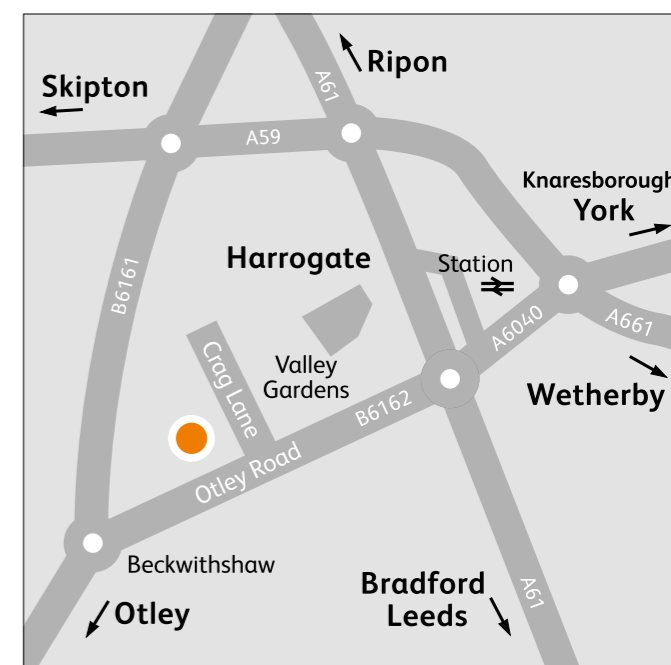 Ripon
Skipton
A61
A59
Knaresborough
York
Harrogate
Station
B6161
A6040
A661
Crag Lane
Valley
Gardens
Wetherby
B6162
Otley Road
Beckwithshaw
Bradford
Leeds
A61
Otley